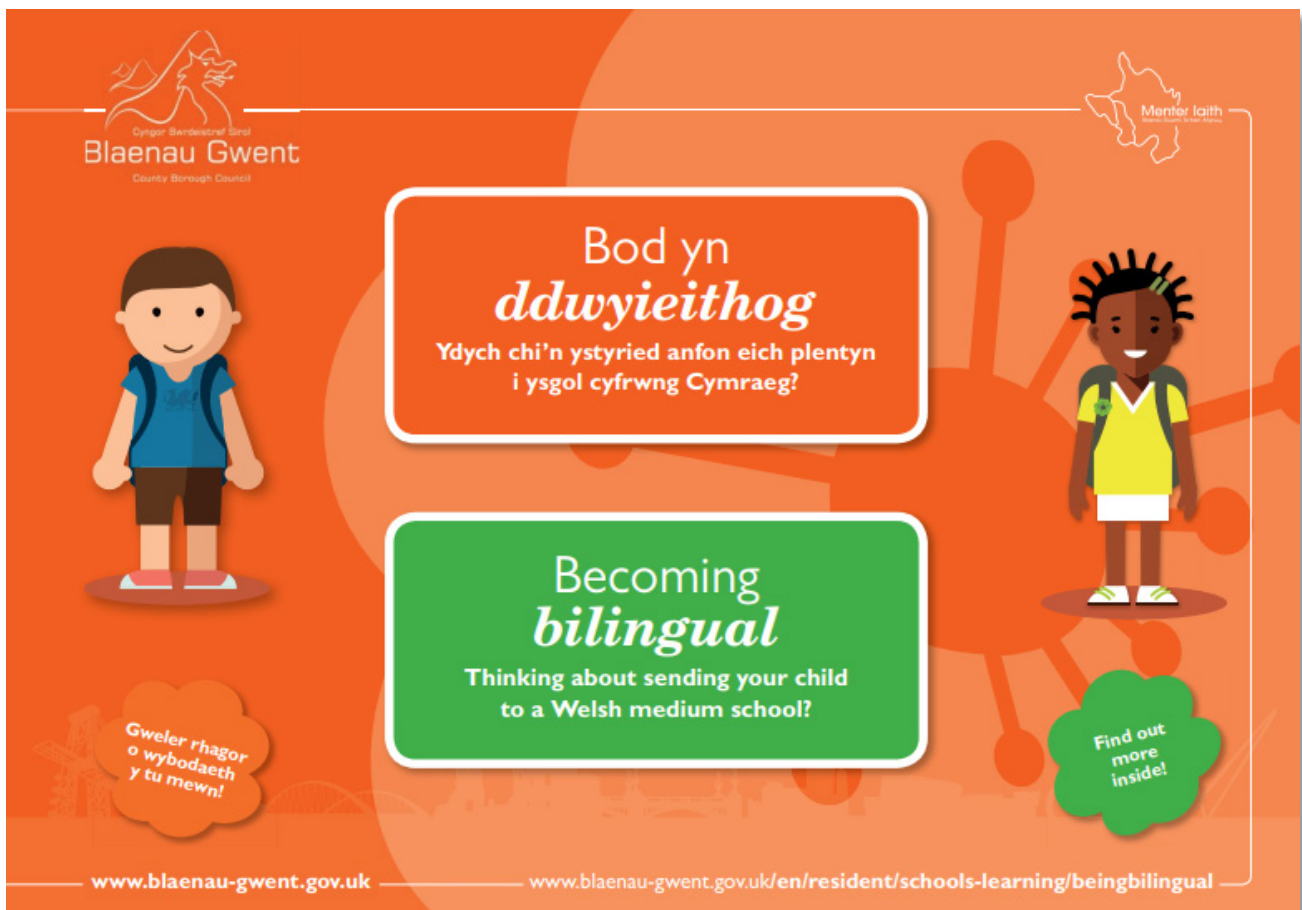 Cyngor Bwrdeistref Sirol
Blaenau Gwent
County Borough Council
Menter Iaith
Bod yn
ddwyieithog
Ydych chi'n ystyried anfon eich plentyn
i ysgol cyfrwng Cymraeg?
Becoming
bilingual
Thinking about sending your child
to a Welsh medium school?
Gweler rhagor
o wybodaeth
y tu mewn!
Find out
more
inside!
www.blaenau-gwent.gov.uk
www.blaenau-gwent.gov.uk/en/resident/schools-learning/beingbilingual